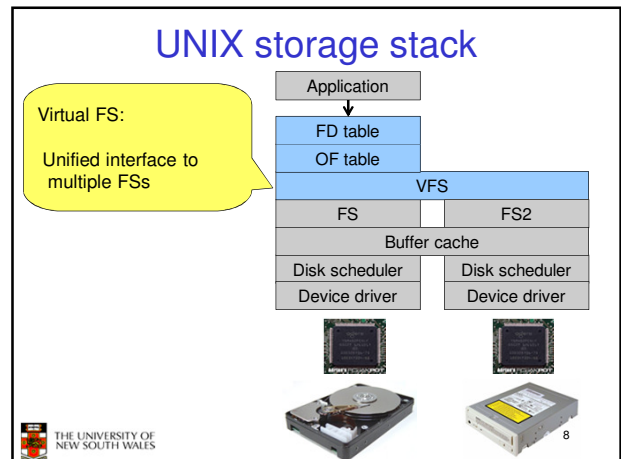 UNIX storage stack
Application
Virtual FS:
Unified interface to
multiple FSs
FD table
OF table
VFS
FS
FS2
Buffer cache
Disk scheduler
Disk scheduler
Device driver
Device driver
THE UNIVERSITY OF
NEW SOUTH WALES
8